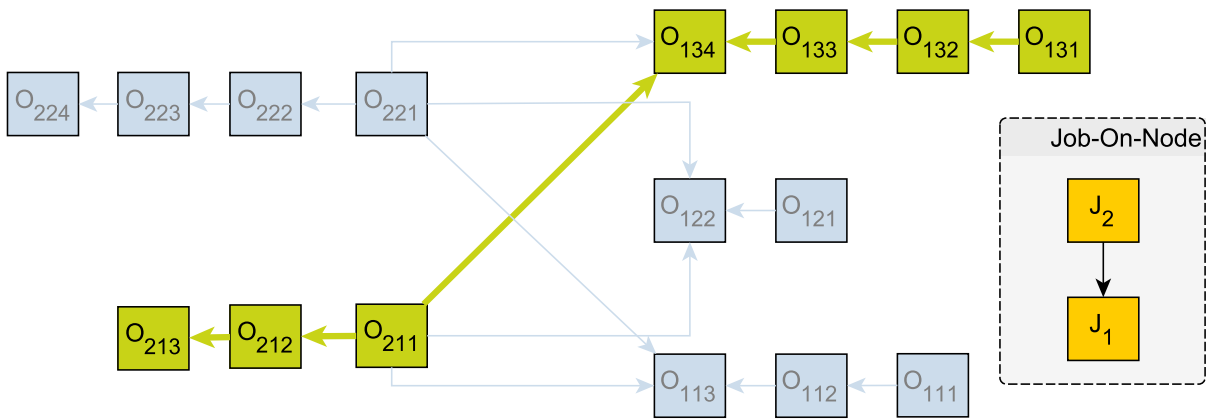 O134 O133 O132 O131
O224 O223 O222 O221
Job-On-Node
J2
O122 O121
O213 O212 O211
J1
O113 O112 O111